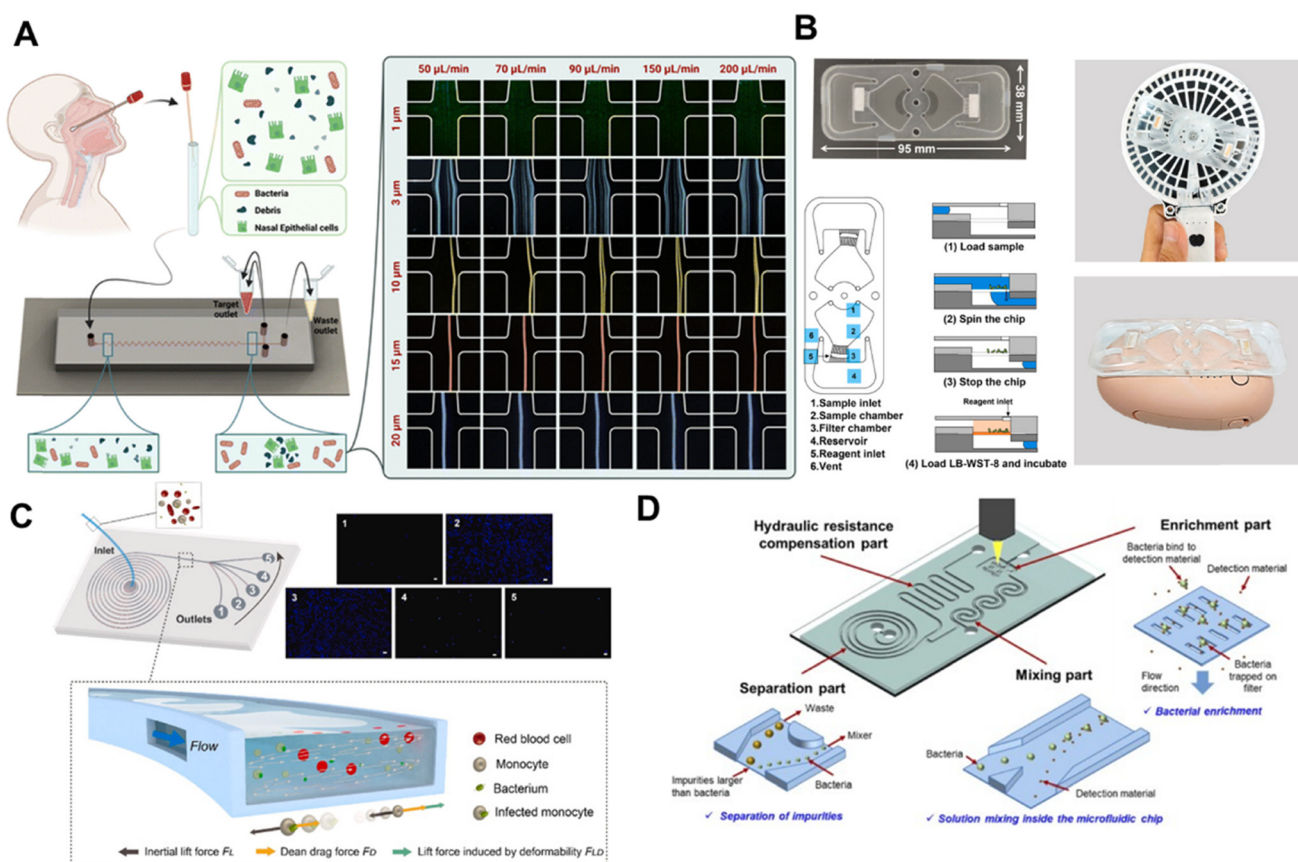 A
50 µL/min
70 µL/min
90 µL/min
150 µL/min
200 µL/min
1 µm
3 µm
10 µm
15 µm
20 µm
Bacteria
Debris
Nasal Epithelial cells
Target
outlet
Waste
outlet
B
38 mm
95 mm
1
2
3
4
5
6
1.Sample inlet
2.Sample chamber
3.Filter chamber
4.Reservoir
5.Reagent inlet
6.Vent
(1) Load sample
(2) Spin the chip
(3) Stop the chip
Reagent inlet
(4) Load LB-WST-8 and incubate
C
Inlet
Outlets
1
2
3
4
5
1
2
3
4
5
Flow
Red blood cell
Monocyte
Bacterium
Infected monocyte
Inertial lift force FL
Dean drag force FD
Lift force induced by deformability FLD
D
Hydraulic resistance
compensation part
Enrichment part
Separation part
Mixing part
Bacteria bind to
detection material
Detection material
Flow
direction
Bacteria
trapped on
filter
✓ Bacterial enrichment
Waste
Mixer
Impurities larger
than bacteria
Bacteria
✓ Separation of impurities
Bacteria
Detection material
✓ Solution mixing inside the microfluidic chip